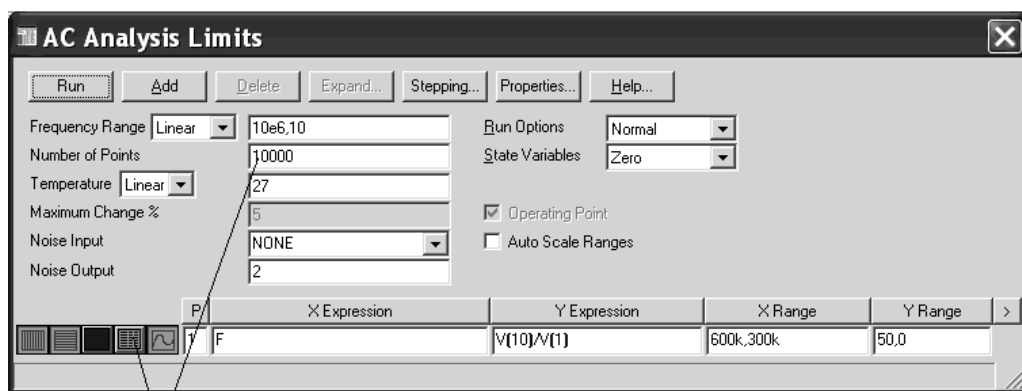 AC Analysis Limits
Run Add Delete Expand... Stepping... Properties... Help...
Frequency Range Linear 10e6,10 Run Options Normal
Number of Points 10000 State Variables Zero
Temperature Linear 27
Maximum Change % 5 Operating Point
Noise Input NONE Auto Scale Ranges
Noise Output 2
P X Expression Y Expression X Range Y Range >
1 F V(10)/V(1) 600k,300k 50,0